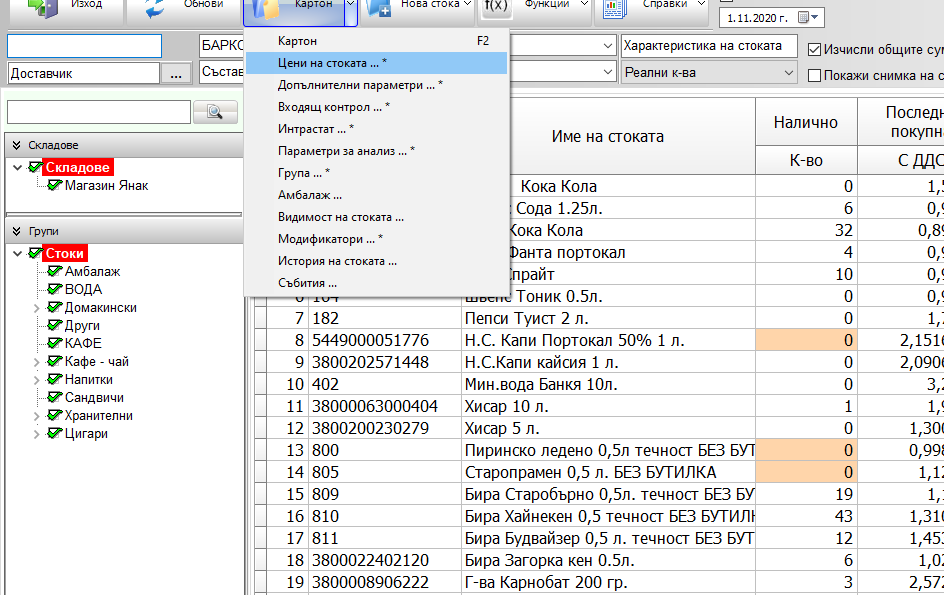 Изход
Обнови
Картон
Нова стока
f(x)
Функции
Справки
1.11.2020 г.
БАРКО
Характеристика на стоката
Изчисли общите су
Доставчик
...
Състав
Реални к-ва
Покажи снимка на с
Картон F2
Цени на стоката ... *
Допълнителни параметри ... *
Входящ контрол ... *
Интрастат ... *
Параметри за анализ ... *
Група ... *
Амбалаж ...
Видимост на стоката ...
Модификатори ... *
История на стоката ...
Събития ...
Складове
Складове
Магазин Янак
Групи
Стоки
Амбалаж
ВОДА
Домакински
Други
КАФЕ
Кафе - чай
Напитки
Сандвичи
Хранителни
Цигари
Име на стоката
Налично
К-во
Последн
покупн
С ДДС
Кока Кола 0 1,5
Сода 1.25л. 6 0,9
Кока Кола 32 0,89
Фанта портокал 4 0,9
Спрайт 10 0,9
6 104 Швепс Тоник 0.5л. 0 0,9
7 182 Пепси Туист 2 л. 0 1,7
8 5449000051776 Н.С. Капи Портокал 50% 1 л. 0 2,1516
9 3800202571448 Н.С.Капи кайсия 1 л. 0 2,0906
10 402 Мин.вода Банкя 10л. 0 3,2
11 38000063000404 Хисар 10 л. 1 1,9
12 3800200230279 Хисар 5 л. 0 1,300
13 800 Пиринско ледено 0,5л течност БЕЗ БУТ 0 0,998
14 805 Старопрамен 0,5 л. БЕЗ БУТИЛКА 0 1,12
15 809 Бира Старобърно 0,5л. течност БЕЗ БУ 19 1,1
16 810 Бира Хайнекен 0,5 течност БЕЗ БУТИЛ 43 1,310
17 811 Бира Будвайзер 0,5 л. течност БЕЗ БУТ 12 1,453
18 3800022402120 Бира Загорка кен 0.5л. 6 1,02
19 3800008906222 Г-ва Карнобат 200 гр. 3 2,572